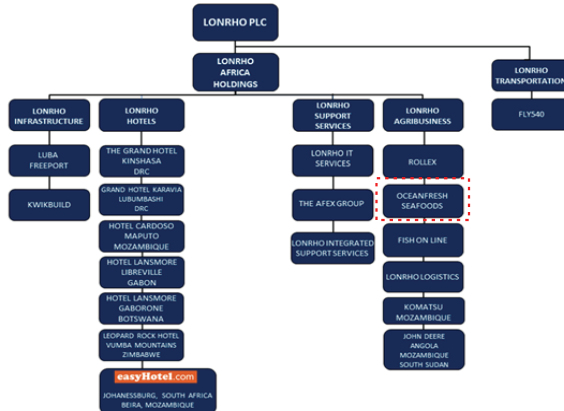 LONRHO PLC
LONRHO
AFRICA
HOLDINGS
LONRHO
TRANSPORTATION
FLY540
LONRHO
INFRASTRUCTURE
LUBA
FREEPORT
KWIKBUILD
LONRHO
HOTELS
THE GRAND HOTEL
KINSHASA
DRC
GRAND HOTEL KARAVIA
LUBUMBASHI
DRC
HOTEL CARDOSO
MAPUTO
MOZAMBIQUE
HOTEL LANSMORE
LIBREVILLE
GABON
HOTEL LANSMORE
GABORONE
BOTSWANA
LEOPARD ROCK HOTEL
VUMBA MOUNTAINS
ZIMBABWE
easyHotel.com
JOHANESSBURG, SOUTH AFRICA
BEIRA, MOZAMBIQUE
LONRHO
SUPPORT
SERVICES
LONRHO IT
SERVICES
THE AFEX GROUP
LONRHO INTEGRATED
SUPPORT SERVICES
LONRHO
AGRIBUSINESS
ROLLEX
OCEANFRESH
SEAFOODS
FISH ON LINE
LONRHO LOGISTICS
KOMATSU
MOZAMBIQUE
JOHN DEERE
ANGOLA
MOZAMBIQUE
SOUTH SUDAN